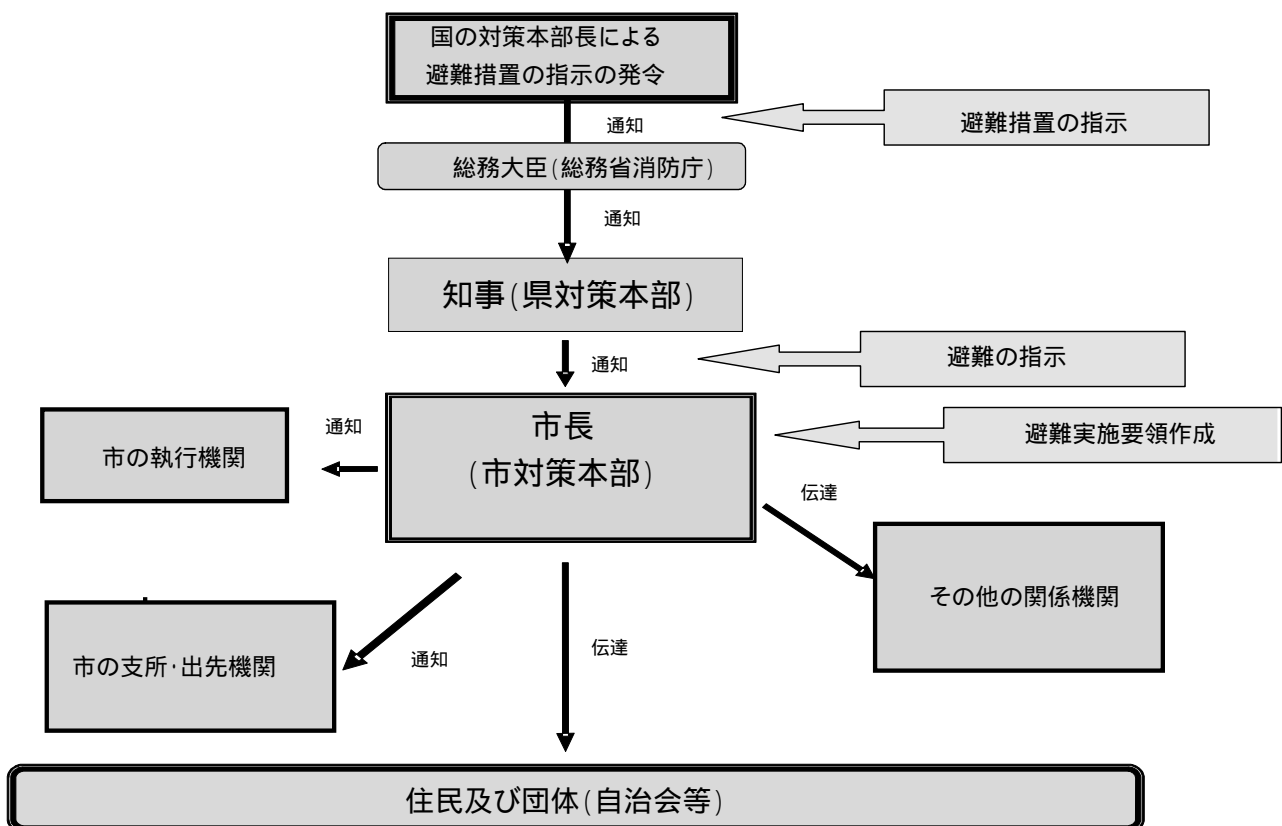 国の対策本部長による
避難措置の指示の発令
通知
避難措置の指示
総務大臣(総務省消防庁)
通知
知事(県対策本部)
通知
避難の指示
市長
(市対策本部)
避難実施要領作成
通知
市の執行機関
伝達
その他の関係機関
市の支所･出先機関
通知
伝達
住民及び団体(自治会等)